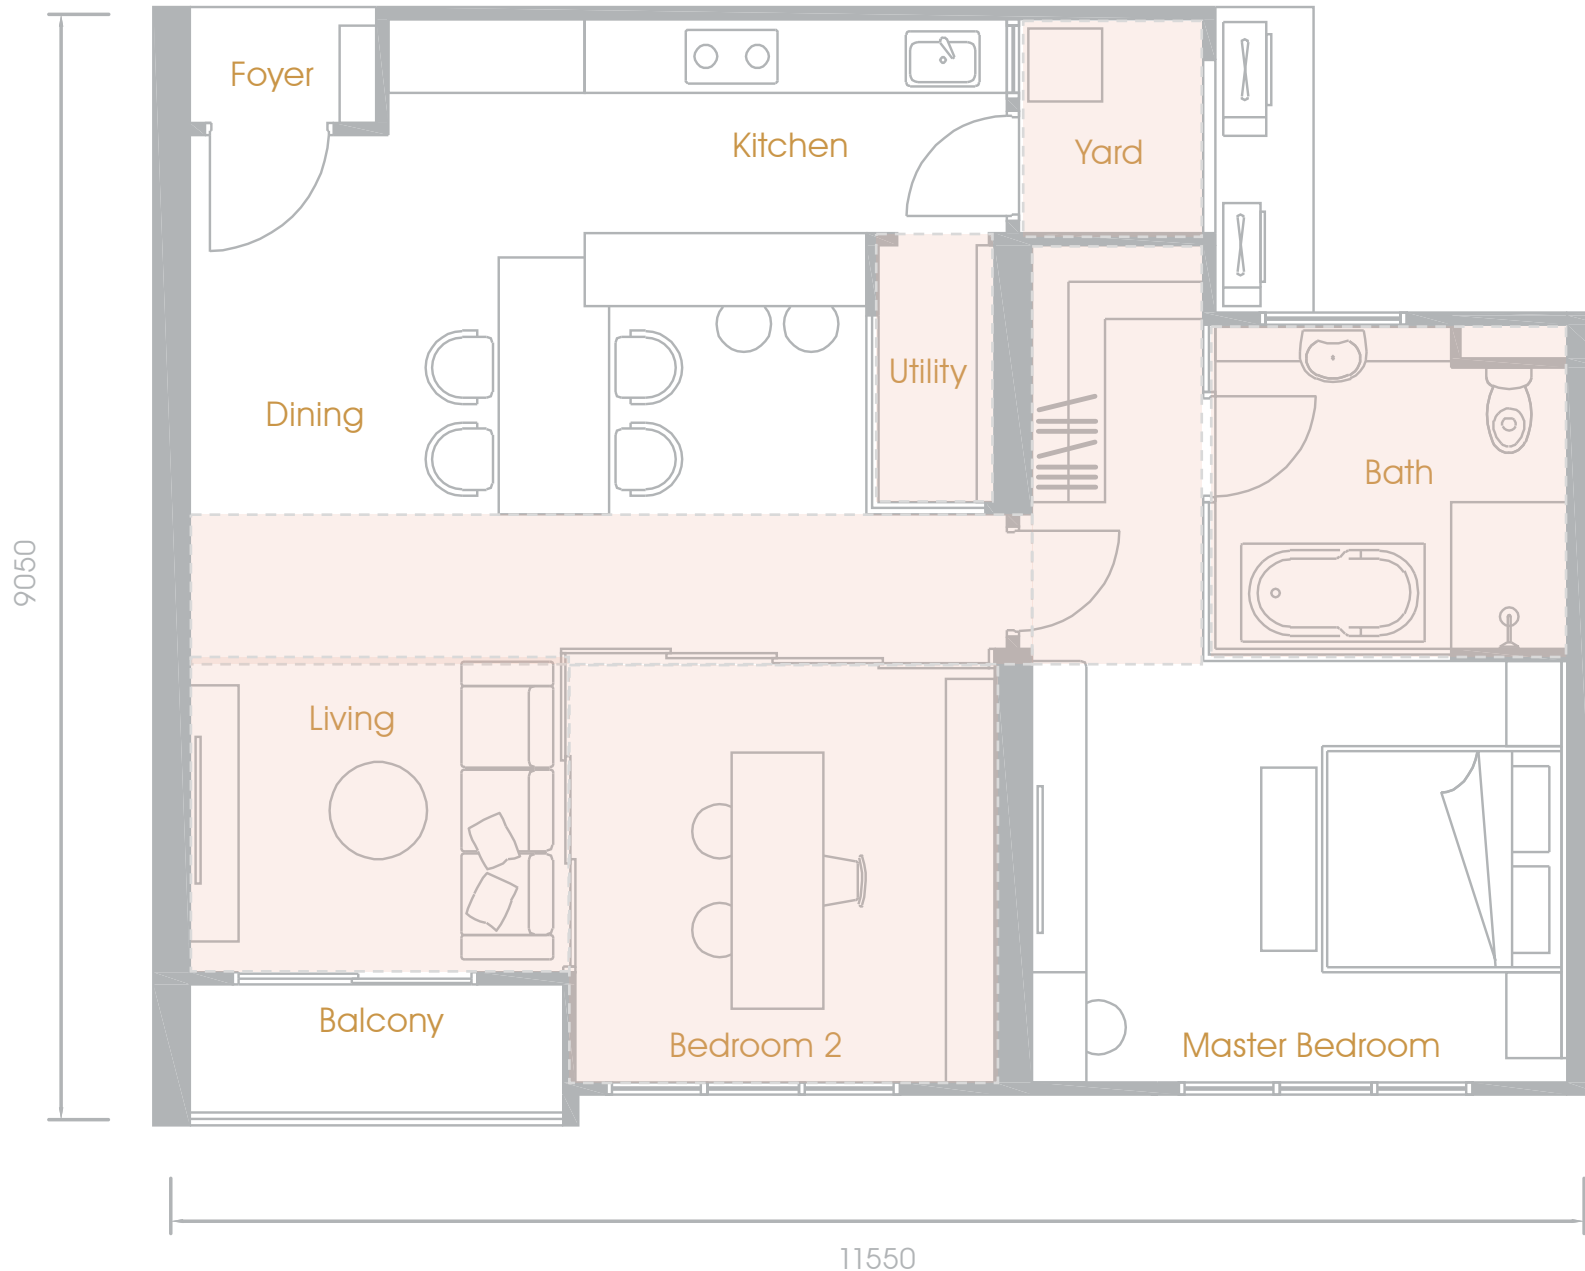 Foyer
Kitchen
Yard
Utility
Dining
Bath
9050
Living
Balcony
Bedroom 2
Master Bedroom
11550